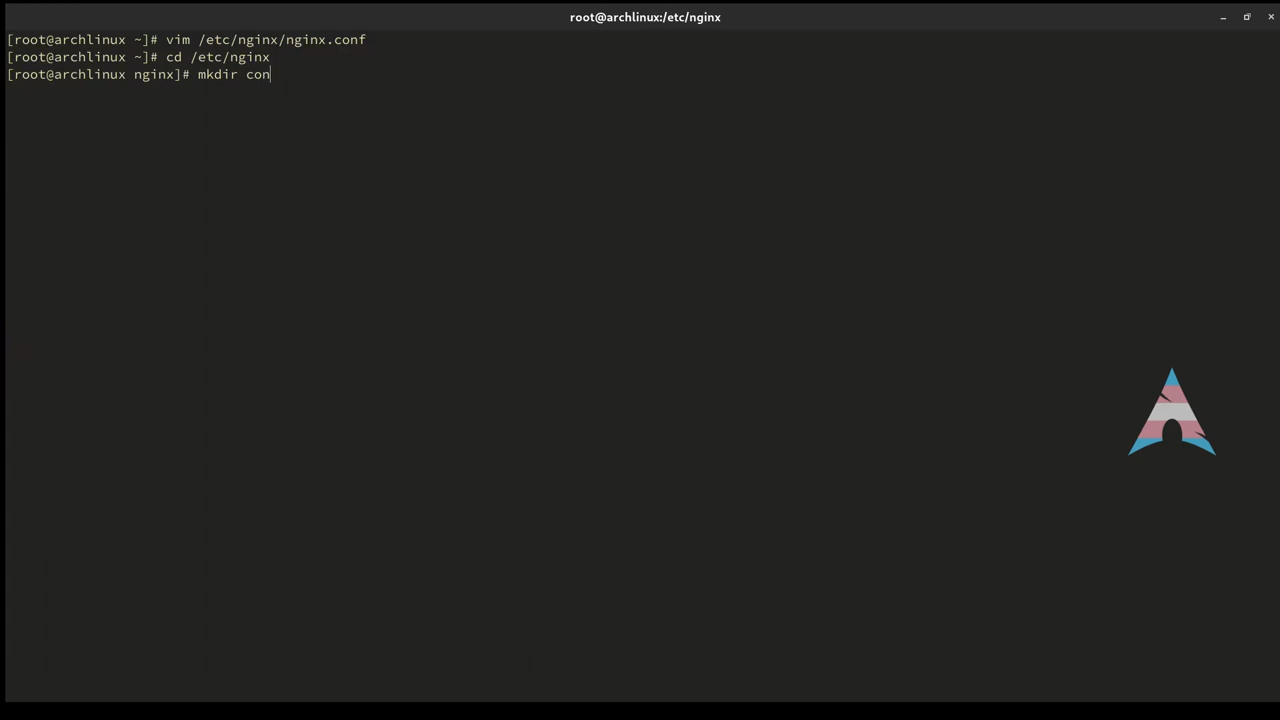 root@archlinux:/etc/nginx
[root@archlinux ~]# vim /etc/nginx/nginx.conf
[root@archlinux ~]# cd /etc/nginx
[root@archlinux nginx]# mkdir con